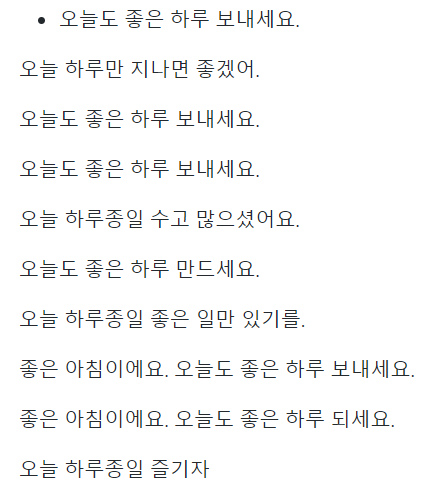 • 오늘도 좋은 하루 보내세요.
오늘 하루만 지나면 좋겠어.
오늘도 좋은 하루 보내세요.
오늘도 좋은 하루 보내세요.
오늘 하루종일 수고 많으셨어요.
오늘도 좋은 하루 만드세요.
오늘 하루종일 좋은 일만 있기를.
좋은 아침이에요. 오늘도 좋은 하루 보내세요.
좋은 아침이에요. 오늘도 좋은 하루 되세요.
오늘 하루종일 즐기자